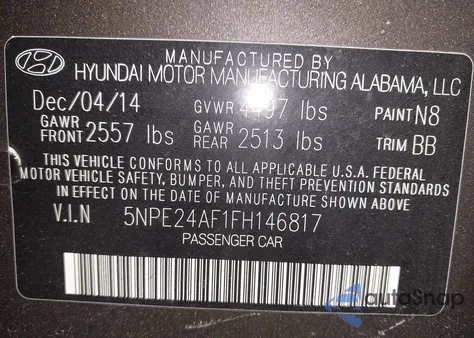 MANUFACTURED BY
HYUNDAI MOTOR MANUFACTURING ALABAMA, LLC
Dec/04/14 GVWR lbs PAINT N8
GAWR FRONT 2557 lbs GAWR REAR 2513 lbs TRIM BB
THIS VEHICLE CONFORMS TO ALL APPLICABLE U.S.A. FEDERAL
MOTOR VEHICLE SAFETY, BUMPER, AND THEFT PREVENTION STANDARDS
IN EFFECT ON THE DATE OF MANUFACTURE SHOWN ABOVE.
V.I.N 5NPE24AF1FH146817
PASSENGER CAR
autoSnap